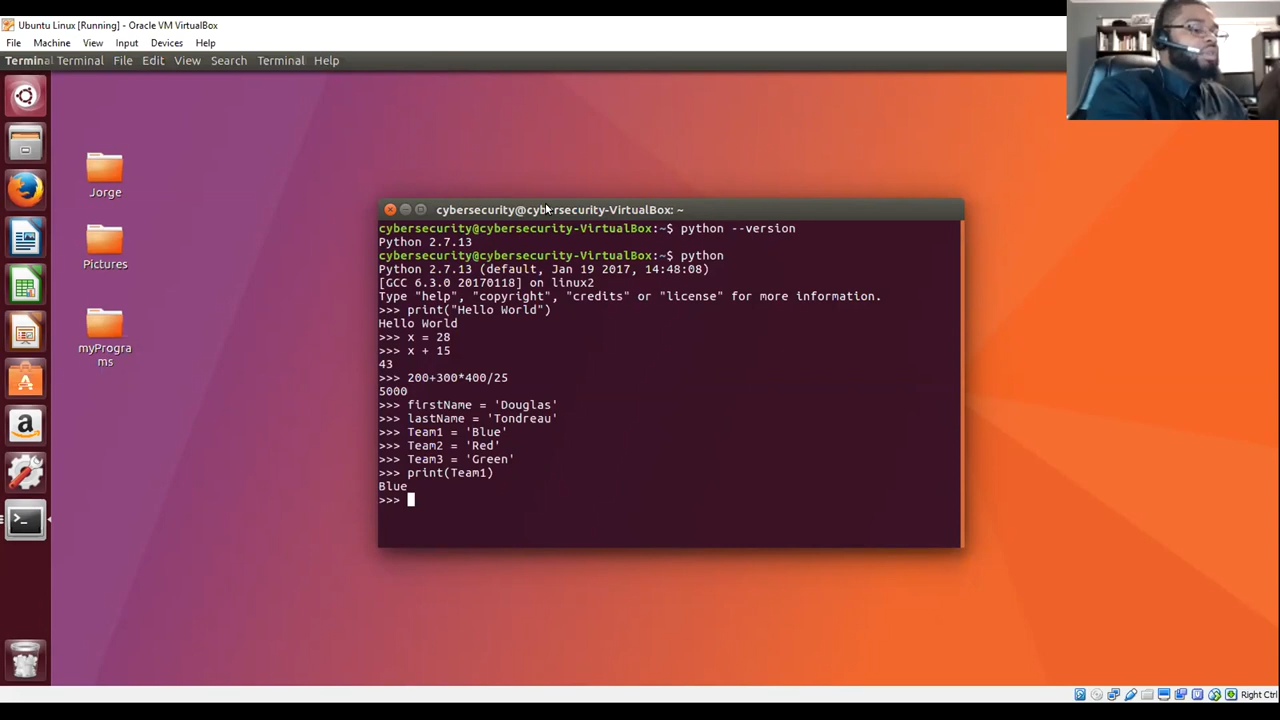 Ubuntu Linux [Running] - Oracle VM VirtualBox
File Machine View Input Devices Help
Terminal Terminal File Edit View Search Terminal Help
Jorge
Pictures
myProgra
ms
cybersecurity@cybersecurity-VirtualBox: ~
cybersecurity@cybersecurity-VirtualBox:~$ python --version
Python 2.7.13
cybersecurity@cybersecurity-VirtualBox:~$ python
Python 2.7.13 (default, Jan 19 2017, 14:48:08)
[GCC 6.3.0 20170118] on linux2
Type "help", "copyright", "credits" or "license" for more information.
>>> print("Hello World")
Hello World
>>> x = 28
>>> x + 15
43
>>> 200+300*400/25
5000
>>> firstName = 'Douglas'
>>> lastName = 'Tondreau'
>>> Team1 = 'Blue'
>>> Team2 = 'Red'
>>> Team3 = 'Green'
>>> print(Team1)
Blue
>>>
Right Ctrl